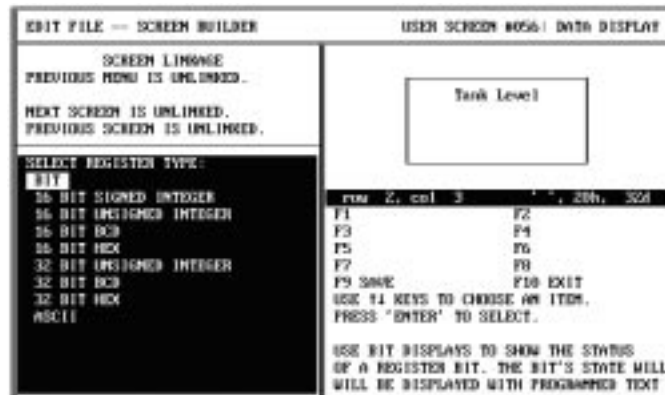 EDIT FILE -- SCREEN BUILDER
USER SCREEN #056: DATA DISPLAY
SCREEN LINKAGE
PREVIOUS MENU IS UNLINKED.
NEXT SCREEN IS UNLINKED.
PREVIOUS SCREEN IS UNLINKED.
SELECT REGISTER TYPE:
BIT
16 BIT SIGNED INTEGER
16 BIT UNSIGNED INTEGER
16 BIT BCD
16 BIT HEX
32 BIT UNSIGNED INTEGER
32 BIT BCD
32 BIT HEX
ASCII
Tank Level
row 2, col 3 ' ', 20h, 32d
F1 F2
F3 F4
F5 F6
F7 F8
F9 SAVE F10 EXIT
USE ↑↓ KEYS TO CHOOSE AN ITEM.
PRESS 'ENTER' TO SELECT.
USE BIT DISPLAYS TO SHOW THE STATUS
OF A REGISTER BIT. THE BIT'S STATE WILL
WILL BE DISPLAYED WITH PROGRAMMED TEXT